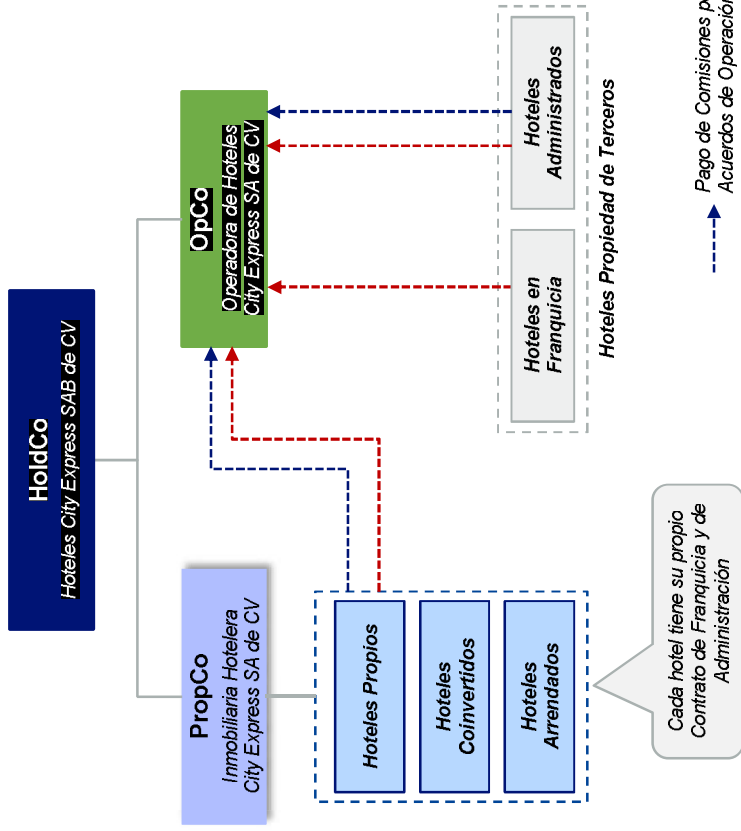 HoldCo
Hoteles City Express SAB de CV
PropCo
Inmobiliaria Hotelera
City Express SA de CV
OpCo
Operadora de Hoteles
City Express SA de CV
Hoteles Propios
Hoteles
Coinvertidos
Hoteles
Arrendados
Hoteles en
Franquicia
Hoteles
Administrados
Hoteles Propiedad de Terceros
Cada hotel tiene su propio
Contrato de Franquicia y de
Administración
Pago de Comisiones
Acuerdos de Operación